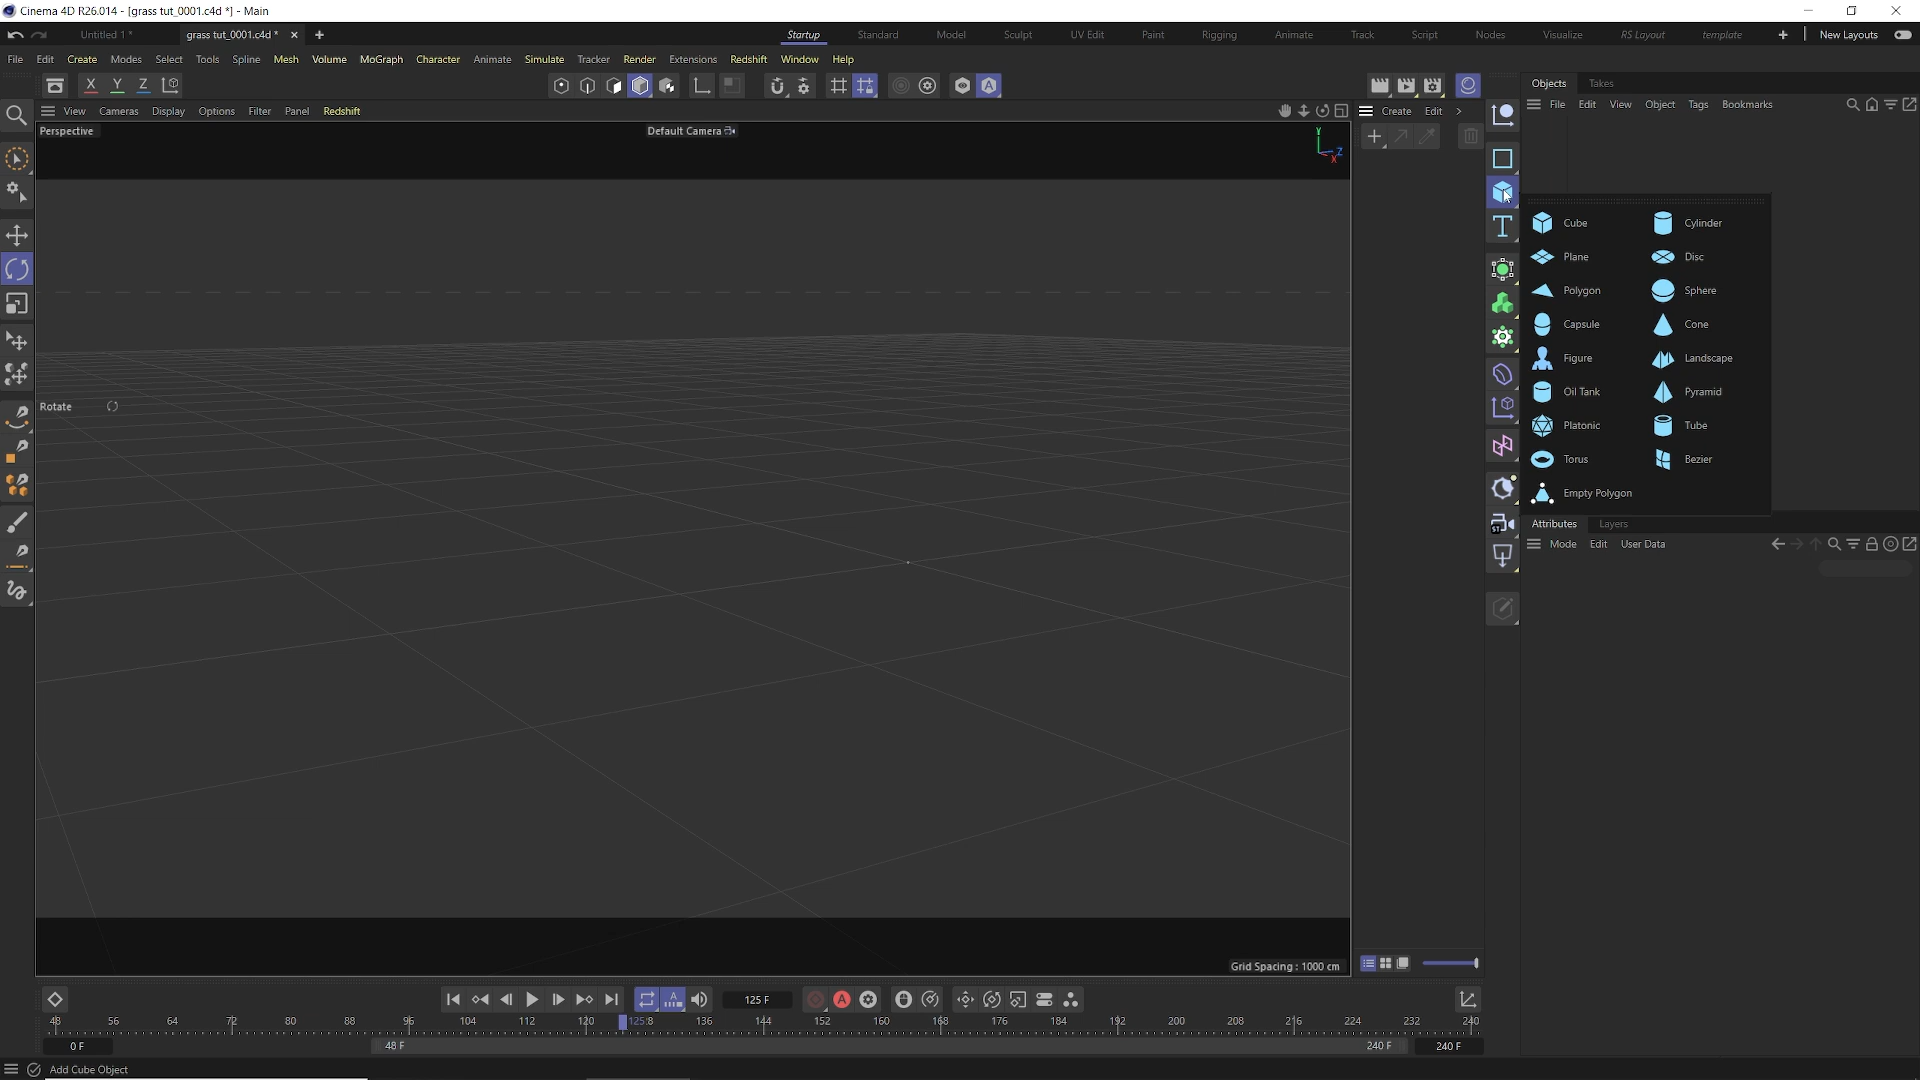 Cinema 4D R26.014 - [grass tut_0001.c4d *] - Main
Untitled 1 * grass tut_0001.c4d * Startup Standard Model Sculpt UV Edit Paint Rigging Animate Track Script Nodes Visualize RS Layout template New Layouts
File Edit Create Modes Select Tools Spline Mesh Volume MoGraph Character Animate Simulate Tracker Render Extensions Redshift Window Help
X Y Z A
Objects Takes
View Cameras Display Options Filter Panel Redshift
Create Edit
File Edit View Object Tags Bookmarks
Perspective
Default Camera
Y
Z
X
Cube Cylinder
Plane Disc
Polygon Sphere
Capsule Cone
Figure Landscape
Oil Tank Pyramid
Platonic Tube
Torus Bezier
Empty Polygon
Rotate
ST
Attributes Layers
Mode Edit User Data
Grid Spacing : 1000 cm
A 125 F A
48 56 64 72 80 88 96 104 112 120 1258 136 144 152 160 168 176 184 192 200 208 216 224 232 240
0 F 48 F 240 F 240 F
Add Cube Object